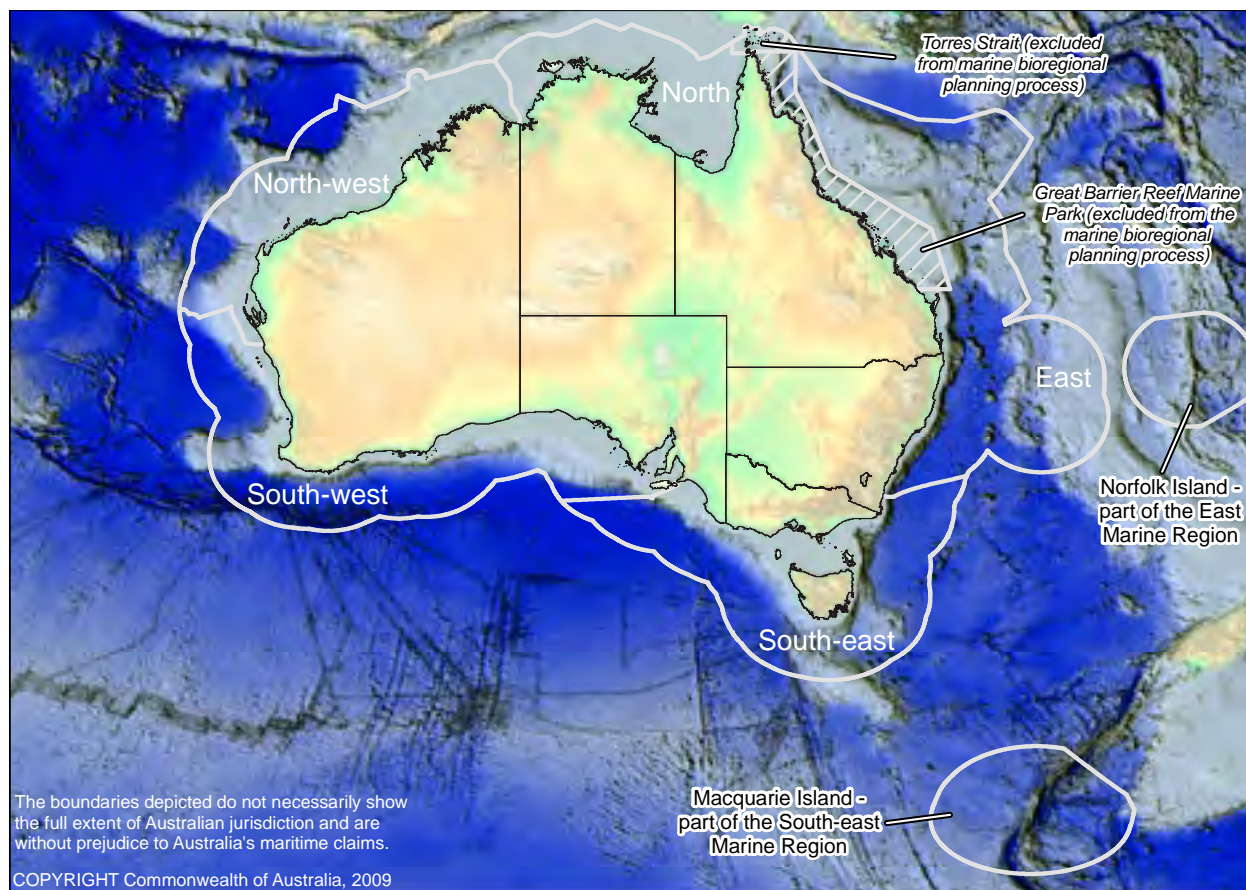 Torres Strait (excluded
from marine bioregional
planning process)
North
North-west
Great Barrier Reef Marine
Park (excluded from the
marine bioregional
planning process)
East
South-west
Norfolk Island -
part of the East
Marine Region
South-east
Macquarie Island -
part of the South-east
Marine Region
The boundaries depicted do not necessarily show
the full extent of Australian jurisdiction and are
without prejudice to Australia's maritime claims.
COPYRIGHT Commonwealth of Australia, 2009